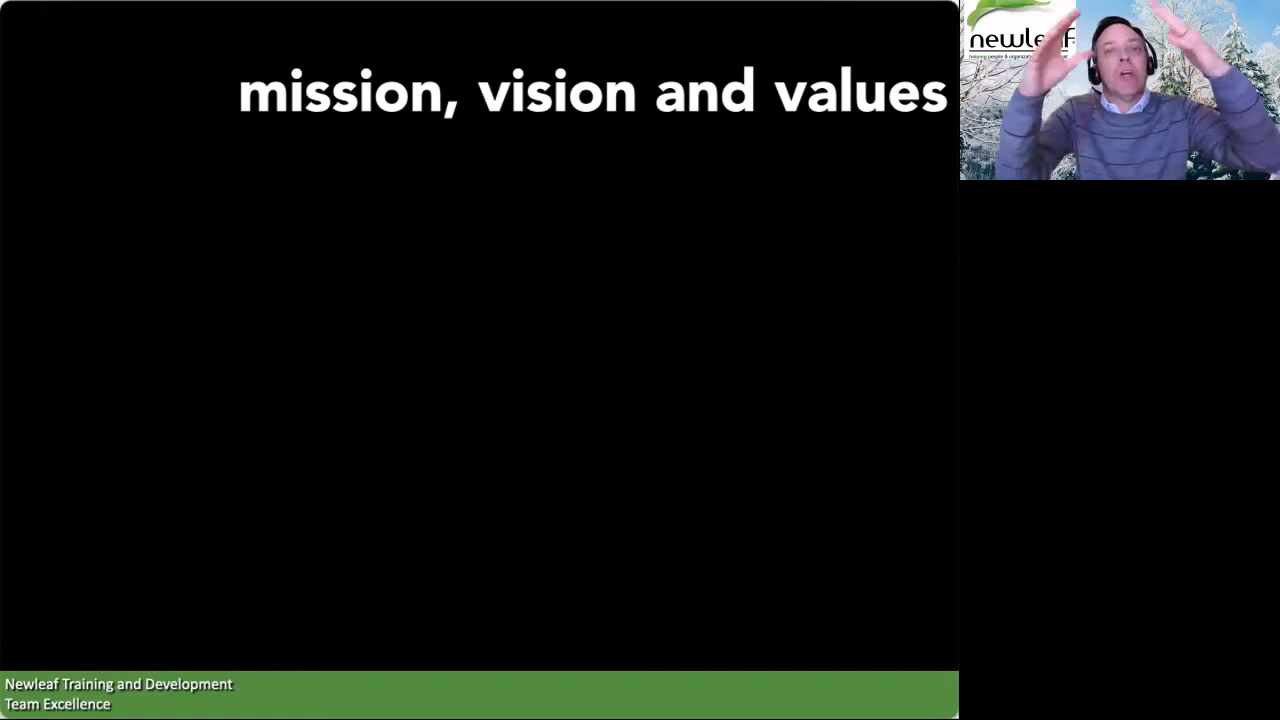 mission, vision and values
newleaf
Newleaf Training and Development
Team Excellence